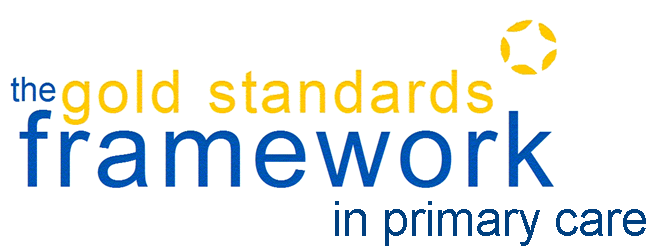 the gold standards
framework
in primary care